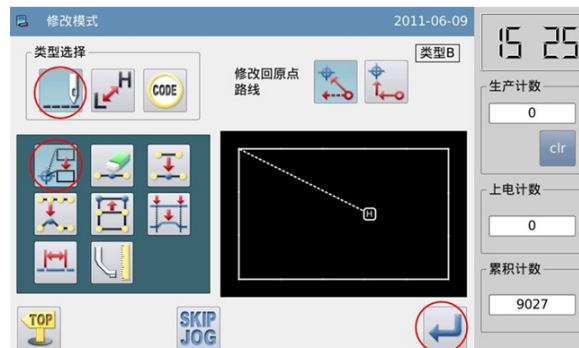 修改模式
2011-06-09
类型选择
H
CODE
修改回原点
路线
类型B
H
TOP
SKIP
JOG
15 25
生产计数
0
clr
上电计数
0
累积计数
9027